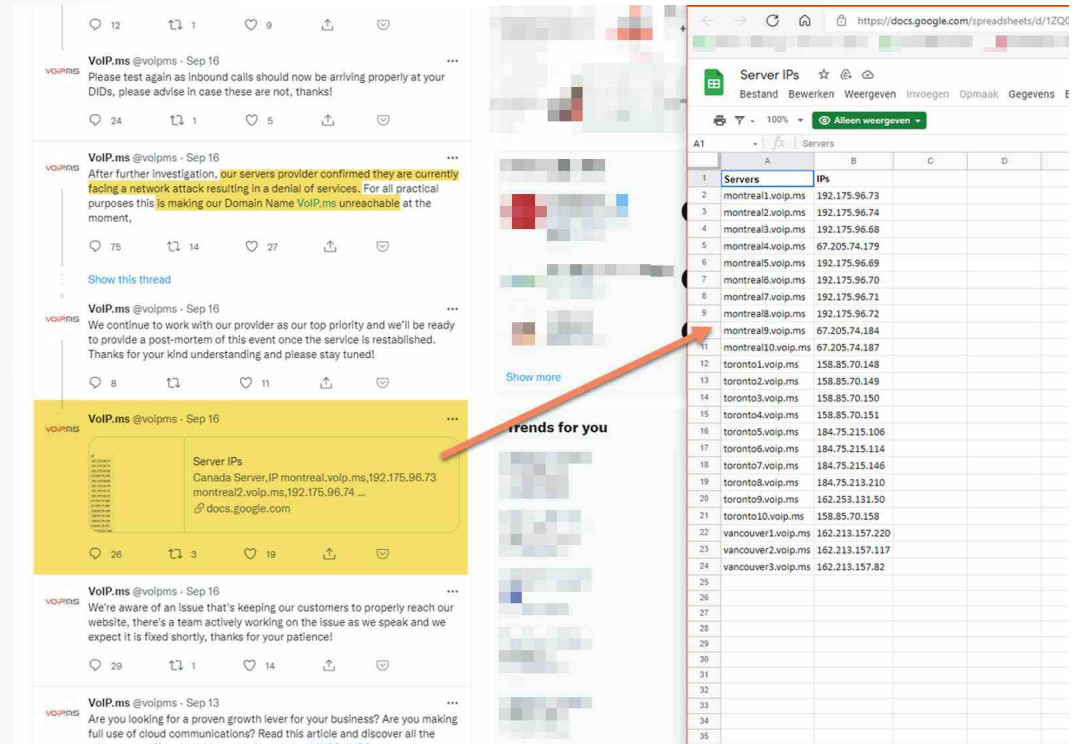 12 1 9
VoIP.ms @voipms · Sep 16
VOIPMS
Please test again as inbound calls should now be arriving properly at your
DIDs, please advise in case these are not, thanks!
24 1 5
VoIP.ms @voipms · Sep 16
VOIPMS
After further investigation, our servers provider confirmed they are currently
facing a network attack resulting in a denial of services. For all practical
purposes this is making our Domain Name VoIP.ms unreachable at the
moment,
75 14 27
Show this thread
VoIP.ms @voipms · Sep 16
VOIPMS
We continue to work with our provider as our top priority and we'll be ready
to provide a post-mortem of this event once the service is restablished.
Thanks for your kind understanding and please stay tuned!
8 11
VoIP.ms @voipms · Sep 16
VOIPMS
Server IPs
Canada Server,IP montreal.voip.ms,192.175.96.73
montreal2.voip.ms,192.175.96.74 ...
docs.google.com
26 3 19
VoIP.ms @voipms · Sep 16
VOIPMS
We're aware of an issue that's keeping our customers to properly reach our
website, there's a team actively working on the issue as we speak and we
expect it is fixed shortly, thanks for your patience!
29 1 14
VoIP.ms @voipms · Sep 13
VOIPMS
Are you looking for a proven growth lever for your business? Are you making
full use of cloud communications? Read this article and discover all the
Show more
Trends for you
https://docs.google.com/spreadsheets/d/1ZQ
Server IPs
Bestand Bewerken Weergeven Invoegen Opmaak Gegevens E
100% Alleen weergeven
A1 fx Servers
A B C D
1 Servers IPs
2 montreal1.voip.ms 192.175.96.73
3 montreal2.voip.ms 192.175.96.74
4 montreal3.voip.ms 192.175.96.68
5 montreal4.voip.ms 67.205.74.179
6 montreal5.voip.ms 192.175.96.69
7 montreal6.voip.ms 192.175.96.70
8 montreal7.voip.ms 192.175.96.71
9 montreal8.voip.ms 192.175.96.72
montreal9.voip.ms 67.205.74.184
11 montreal10.voip.ms 67.205.74.187
12 toronto1.voip.ms 158.85.70.148
13 toronto2.voip.ms 158.85.70.149
14 toronto3.voip.ms 158.85.70.150
15 toronto4.voip.ms 158.85.70.151
16 toronto5.voip.ms 184.75.215.106
17 toronto6.voip.ms 184.75.215.114
18 toronto7.voip.ms 184.75.215.146
19 toronto8.voip.ms 184.75.213.210
20 toronto9.voip.ms 162.253.131.50
21 toronto10.voip.ms 158.85.70.158
22 vancouver1.voip.ms 162.213.157.220
23 vancouver2.voip.ms 162.213.157.117
24 vancouver3.voip.ms 162.213.157.82
25
26
27
28
29
30
31
32
33
34
35